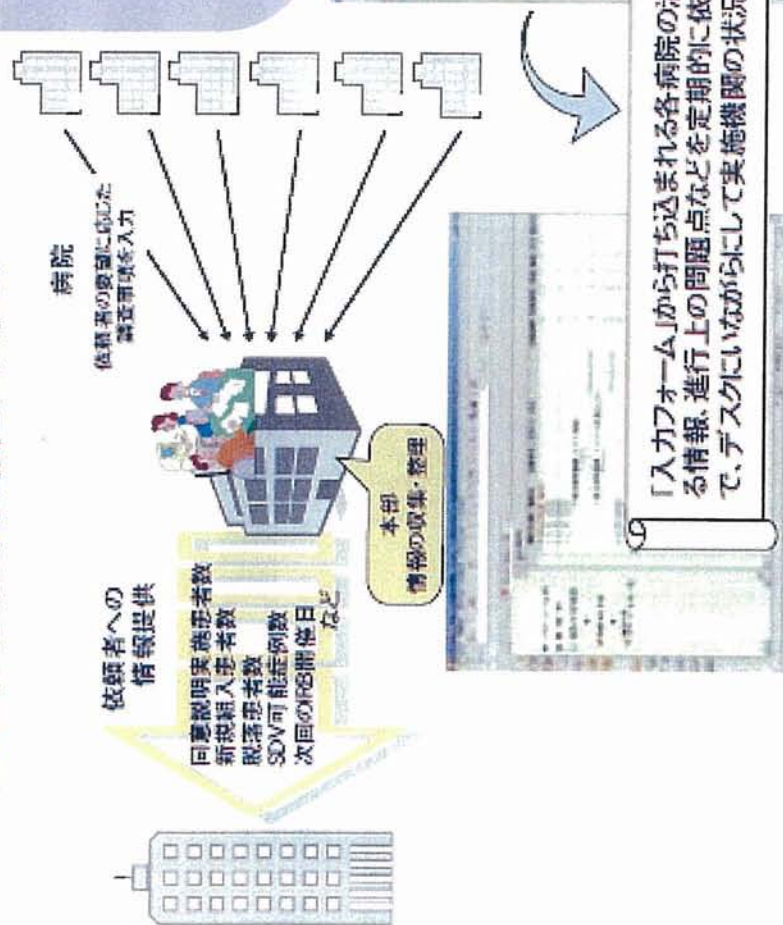 病院
依頼者の要望に応じた
調査事項を入力
依頼者への
情報提供
同意説明実施患者数
新規組入患者数
脱落患者数
SDV可能症例数
次回のIRB開催日
など
本部
情報の収集・整理
「入力フォーム」から打ち込まれる各病院の
る情報、進行上の問題点などを定期的に依
で、デスクにいながらにして実施機関の状況